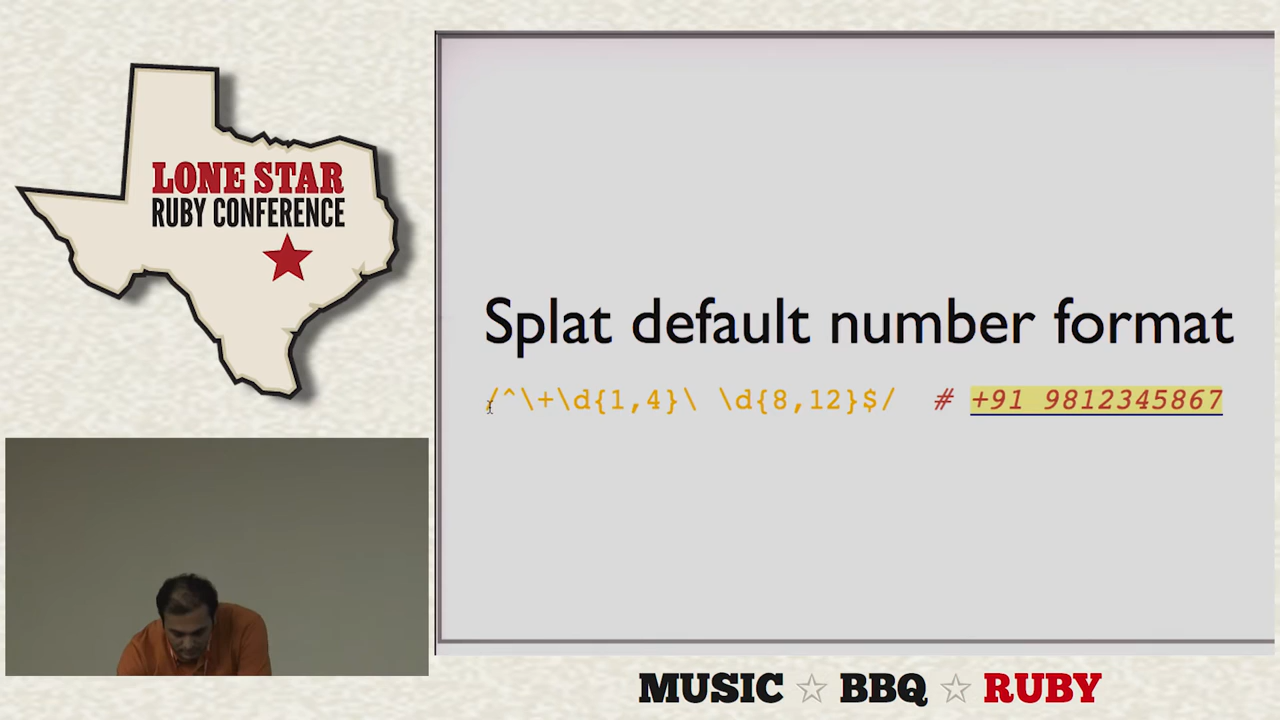 LONE STAR
RUBY CONFERENCE
Splat default number format
/^\+\d{1,4}\ \d{8,12}$/ # +91 9812345867
MUSIC ☆ BBQ ☆ RUBY